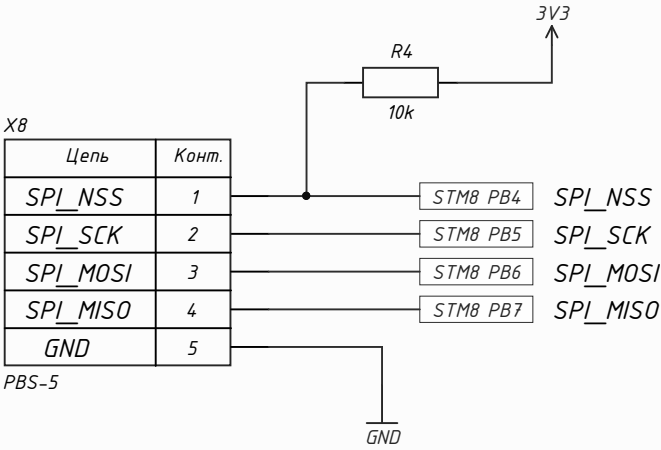 3V3
R4
10k
X8
Цепь Конт.
SPI_NSS 1 STM8 PB4 SPI_NSS
SPI_SCK 2 STM8 PB5 SPI_SCK
SPI_MOSI 3 STM8 PB6 SPI_MOSI
SPI_MISO 4 STM8 PB7 SPI_MISO
GND 5
PBS-5
GND